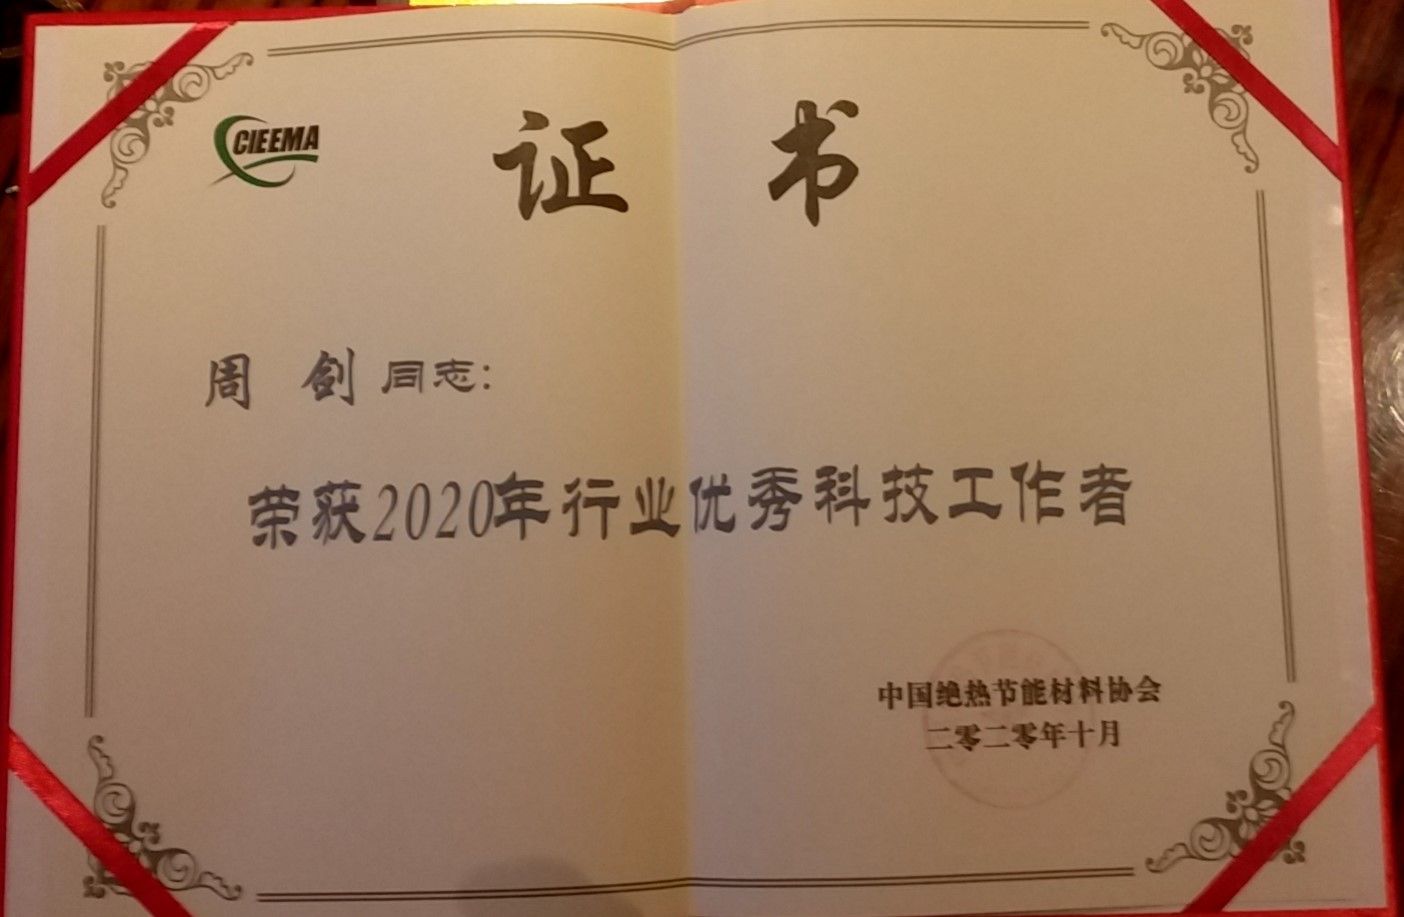 CIEEMA
证 书
周 剑 同志：
荣获2020年行业优秀科技工作者
中国绝热节能材料协会
二零二零年十月